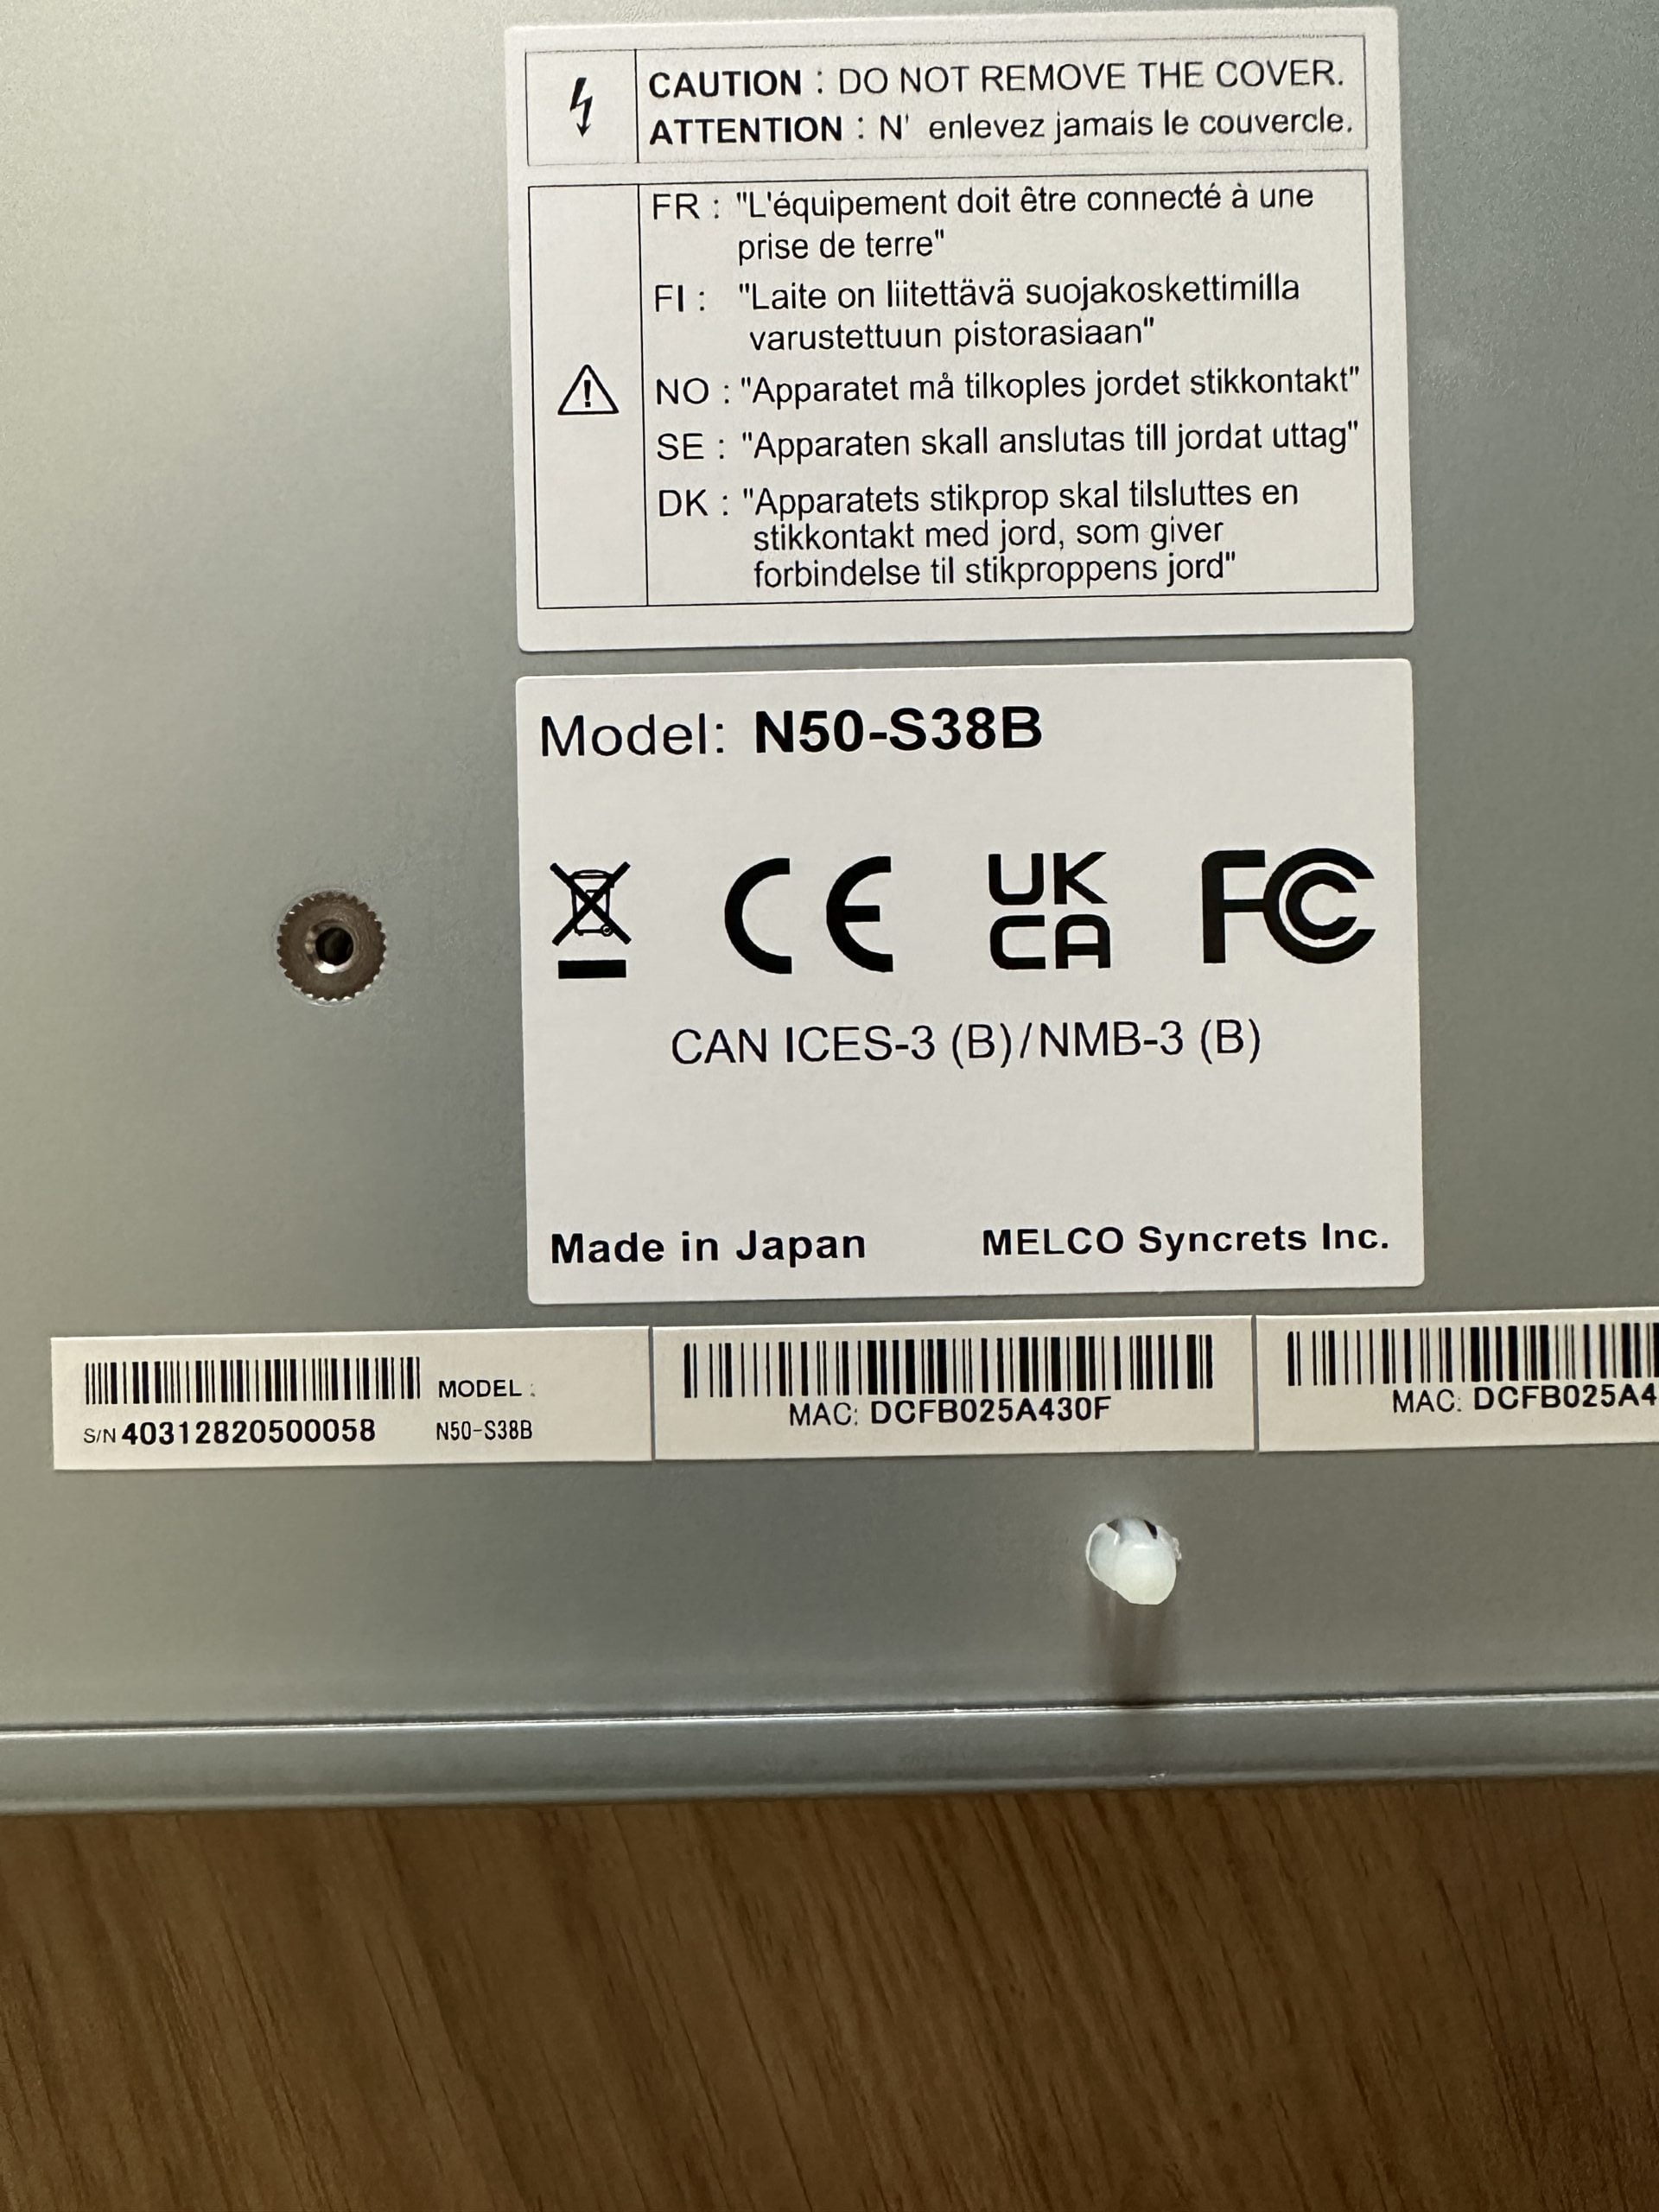 CAUTION : DO NOT REMOVE THE COVER.
ATTENTION : N' enlevez jamais le couvercle.
FR : "L'équipement doit être connecté à une
prise de terre"
FI : "Laite on liitettävä suojakoskettimilla
varustettuun pistorasiaan"
NO : "Apparatet må tilkoples jordet stikkontakt"
SE : "Apparaten skall anslutas till jordat uttag"
DK : "Apparatets stikprop skal tilsluttes en
stikkontakt med jord, som giver
forbindelse til stikproppens jord"
Model: N50-S38B
CE
UK
CA
FC
CAN ICES-3 (B)/NMB-3 (B)
Made in Japan
MELCO Syncrets Inc.
MODEL :
S/N 40312820500058
N50-S38B
MAC: DCFB025A430F
MAC: DCFB025A4